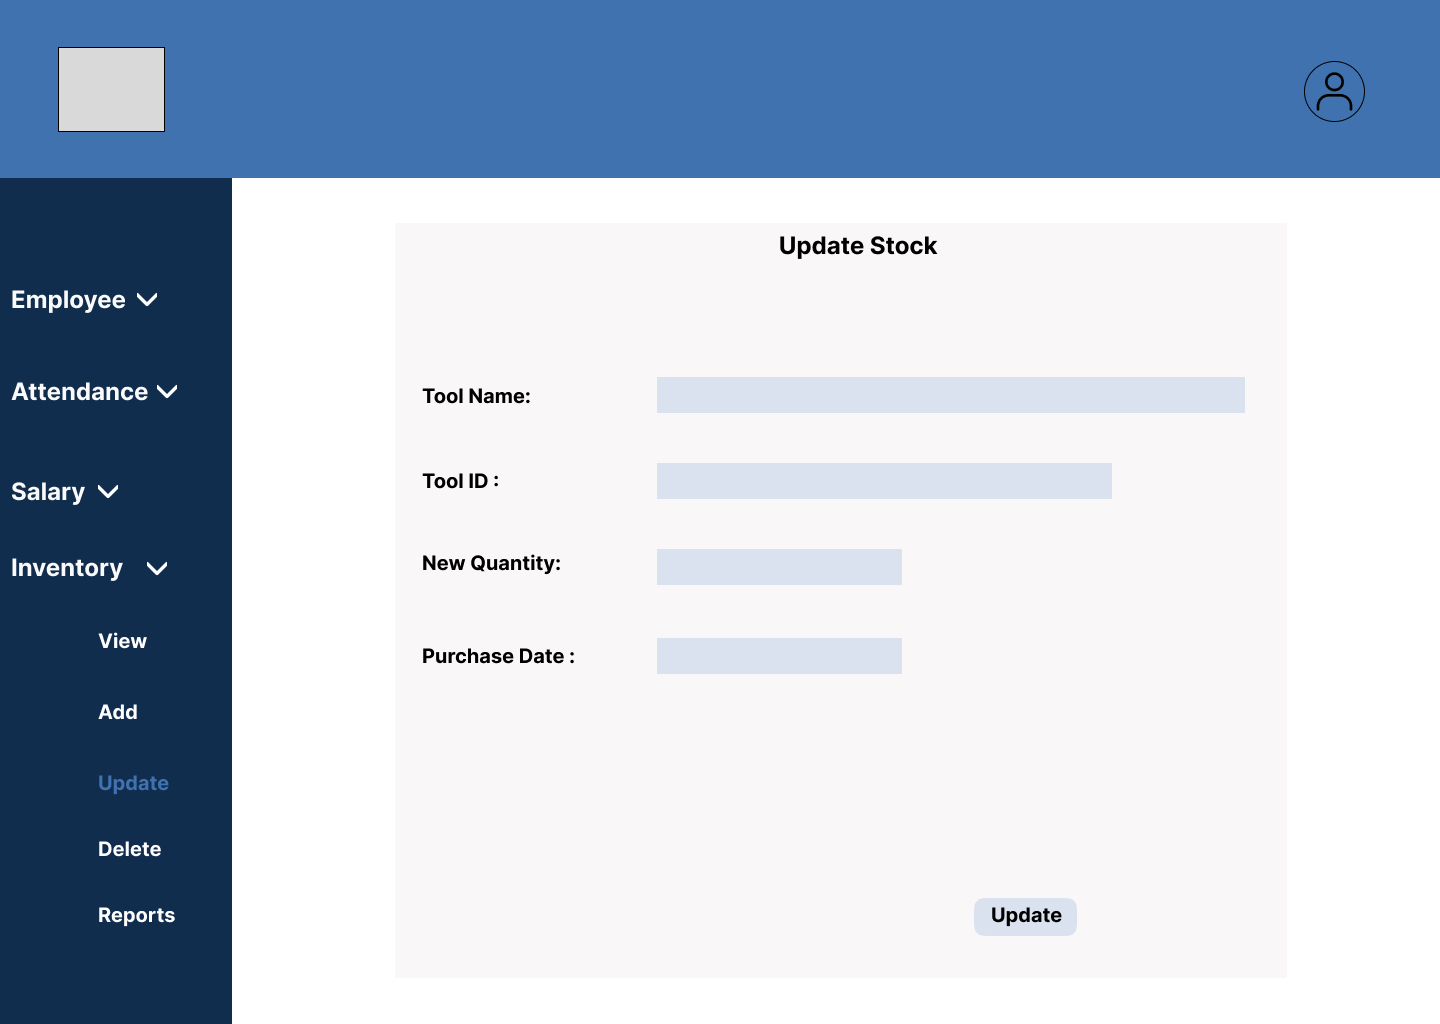 Update Stock
Employee
Attendance
Salary
Inventory
View
Add
Update
Delete
Reports
Tool Name:
Tool ID :
New Quantity:
Purchase Date :
Update